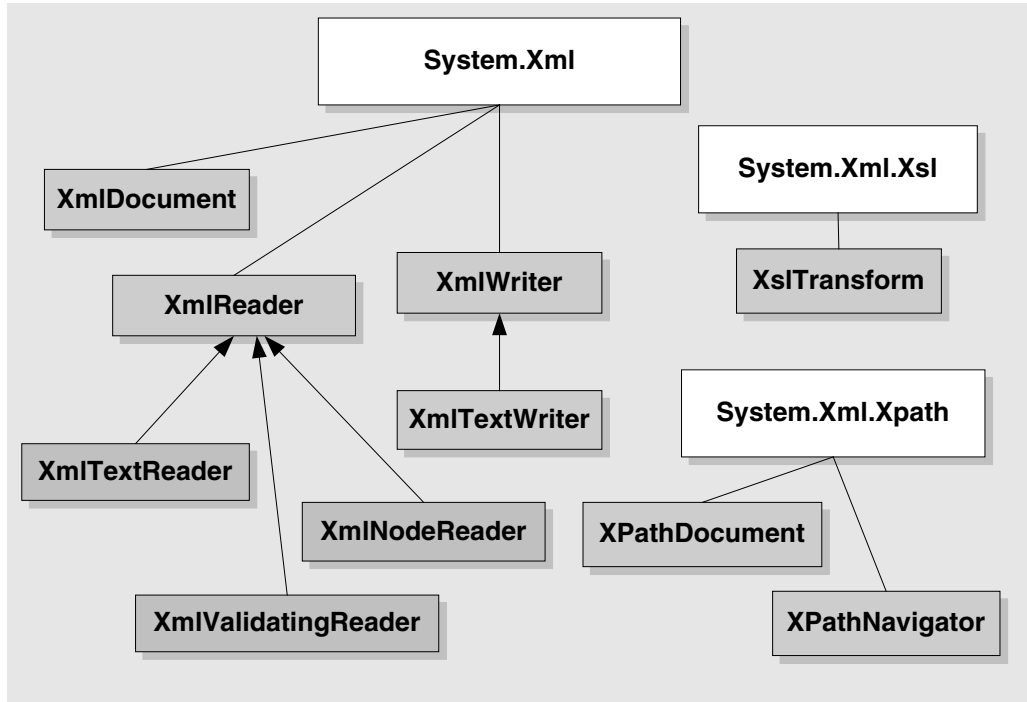 System.Xml
System.Xml.Xsl
XmlDocument
XmlWriter
XslTransform
XmlReader
XmlTextWriter
System.Xml.Xpath
XmlTextReader
XmlNodeReader
XPathDocument
XmlValidatingReader
XPathNavigator